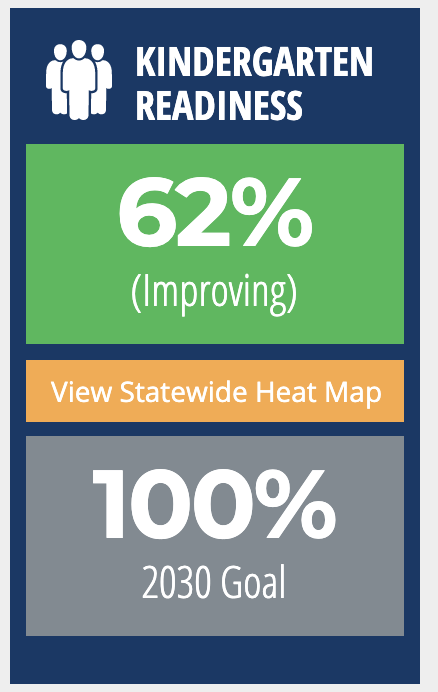 KINDERGARTEN
READINESS
62%
(Improving)
View Statewide Heat Map
100%
2030 Goal